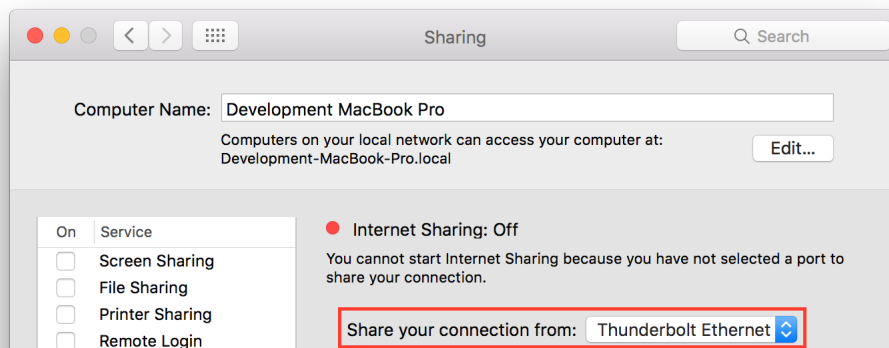 Sharing
Search
Computer Name: Development MacBook Pro
Computers on your local network can access your computer at:
Development-MacBook-Pro.local
Edit...
On Service
Screen Sharing
File Sharing
Printer Sharing
Remote Login
Internet Sharing: Off
You cannot start Internet Sharing because you have not selected a port to
share your connection.
Share your connection from: Thunderbolt Ethernet